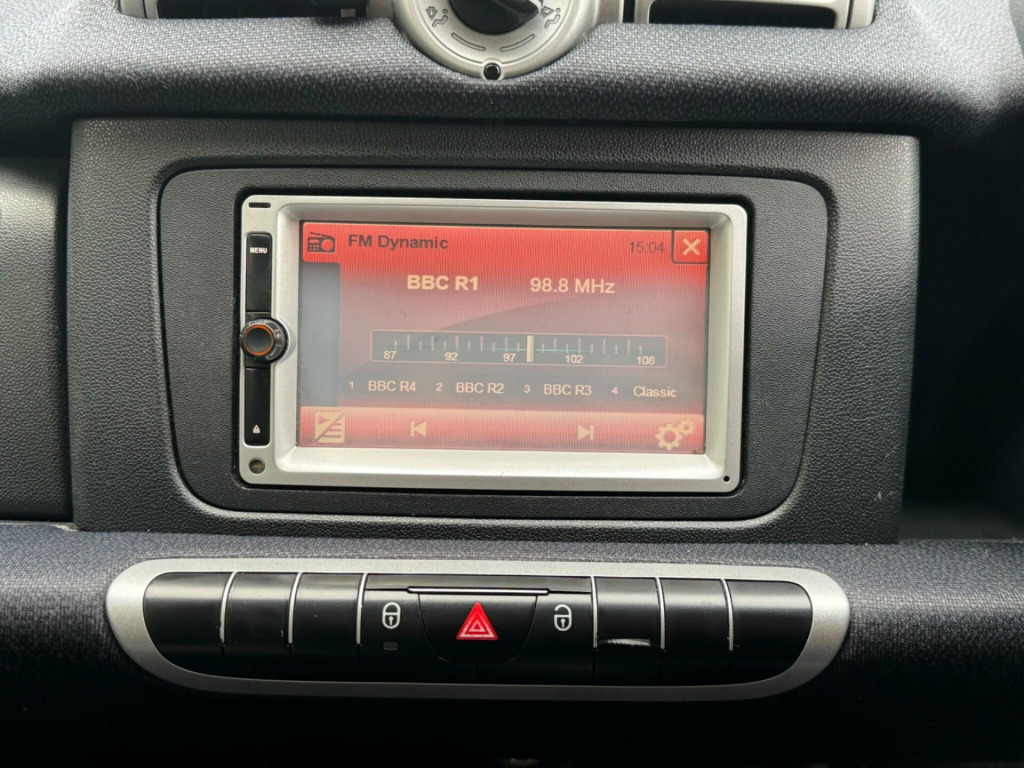 MENU
FM Dynamic 15:04
BBC R1 98.8 MHz
87 92 97 102 108
1 BBC R4 2 BBC R2 3 BBC R3 4 Classic